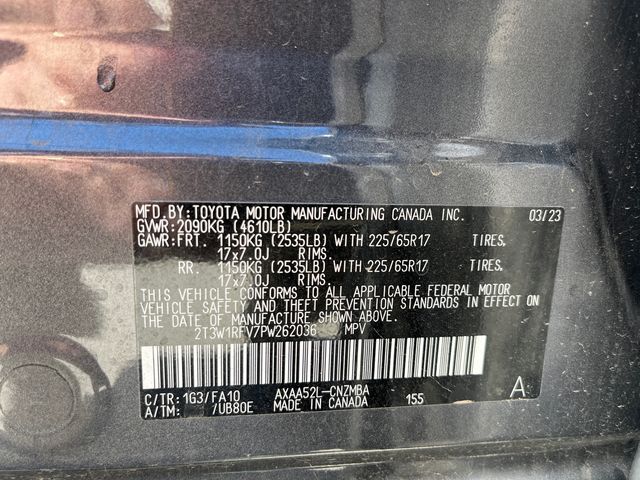 MFD.BY:TOYOTA MOTOR MANUFACTURING CANADA INC. 03/23
GVWR:2090KG (4610LB)
GAWR:FRT. 1150KG (2535LB) WITH 225/65R17 TIRES.
17x7.0J RIMS.
RR. 1150KG (2535LB) WITH 225/65R17 TIRES.
17x7.0J RIMS.
THIS VEHICLE CONFORMS TO ALL APPLICABLE FEDERAL MOTOR
VEHICLE SAFETY AND THEFT PREVENTION STANDARDS IN EFFECT ON
THE DATE OF MANUFACTURE SHOWN ABOVE.
2T3W1RFV7PW262036 MPV
C/TR: 1G3/FA10 AXAA52L-CNZMBA A
A/TM: /UB80E MADE IN CANADA 155